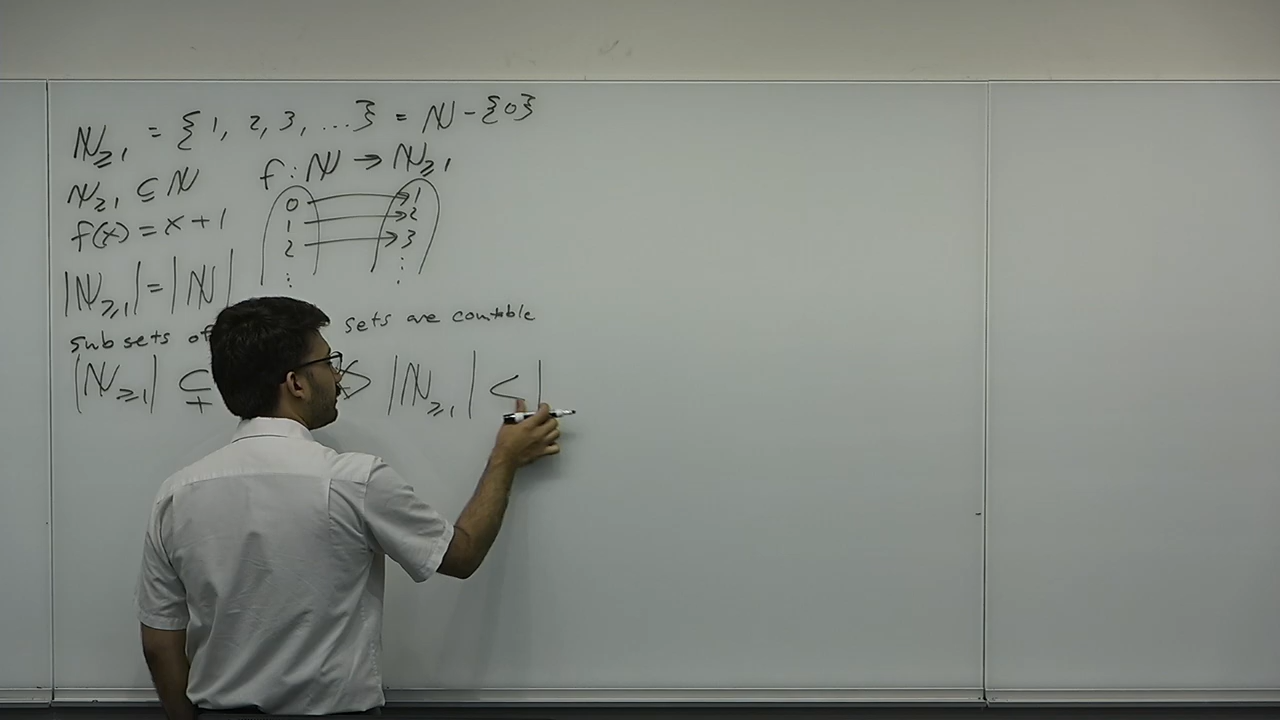 ℕ≥1 = {1, 2, 3, ...} = ℕ - {0}
ℕ≥1 ⊆ ℕ
f : ℕ → ℕ≥1
f(x) = x + 1
0 → 1
1 → 2
2 → 3
⋮ ⋮
|ℕ≥1| = |ℕ|
subsets of sets are countable
|ℕ≥1| ⊊ |ℕ≥1| < |